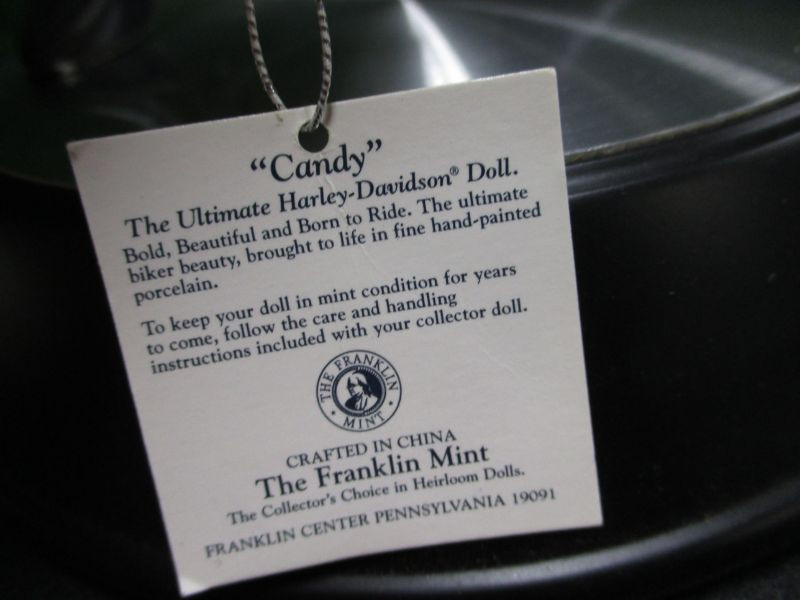 “Candy”
The Ultimate Harley-Davidson® Doll.
Bold, Beautiful and Born to Ride. The ultimate
biker beauty, brought to life in fine hand-painted
porcelain.
To keep your doll in mint condition for years
to come, follow the care and handling
instructions included with your collector doll.
THE FRANKLIN
• MINT •
CRAFTED IN CHINA
The Franklin Mint
The Collector's Choice in Heirloom Dolls.
FRANKLIN CENTER PENNSYLVANIA 19091